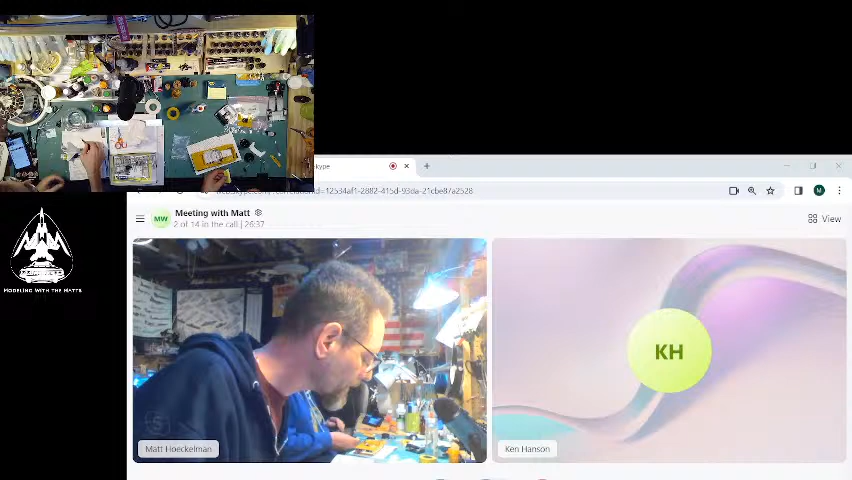 MODELING WITH THE MATTS
MW
Meeting with Matt
2 of 14 in the call | 26:37
View
KH
Matt Hoeckelman
Ken Hanson